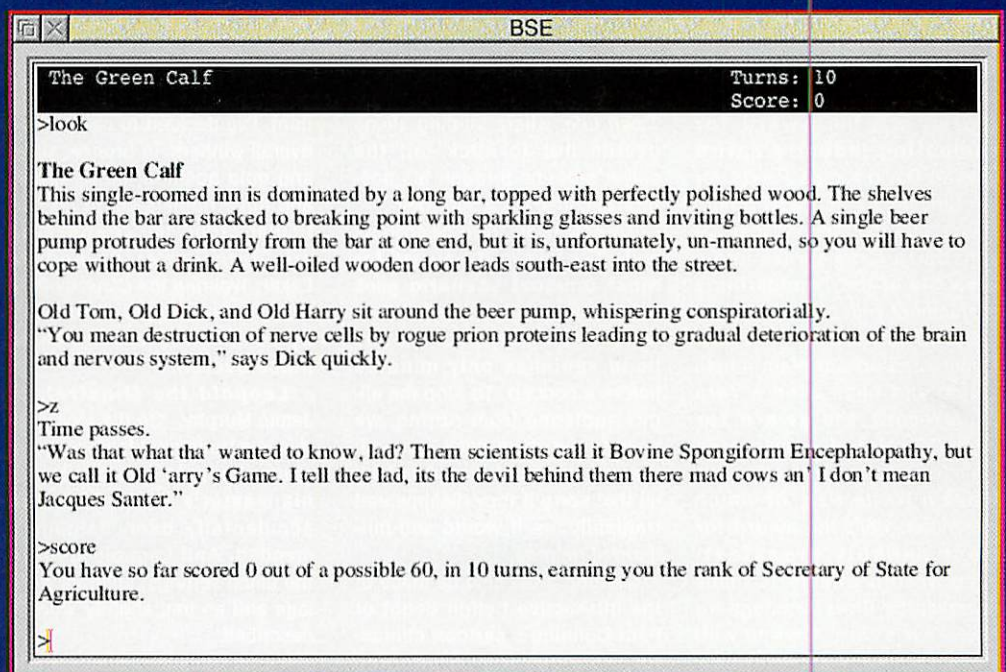 BSE
The Green Calf Turns: 10
Score: 0
>look
The Green Calf
This single-roomed inn is dominated by a long bar, topped with perfectly polished wood. The shelves
behind the bar are stacked to breaking point with sparkling glasses and inviting bottles. A single beer
pump protrudes forlornly from the bar at one end, but it is, unfortunately, un-manned, so you will have to
cope without a drink. A well-oiled wooden door leads south-east into the street.
Old Tom, Old Dick, and Old Harry sit around the beer pump, whispering conspiratorially.
“You mean destruction of nerve cells by rogue prion proteins leading to gradual deterioration of the brain
and nervous system,” says Dick quickly.
>z
Time passes.
“Was that what tha’ wanted to know, lad? Them scientists call it Bovine Spongiform Encephalopathy, but
we call it Old ‘arry’s Game. I tell thee lad, its the devil behind them there mad cows an’ I don’t mean
Jacques Santer.”
>score
You have so far scored 0 out of a possible 60, in 10 turns, earning you the rank of Secretary of State for
Agriculture.
>